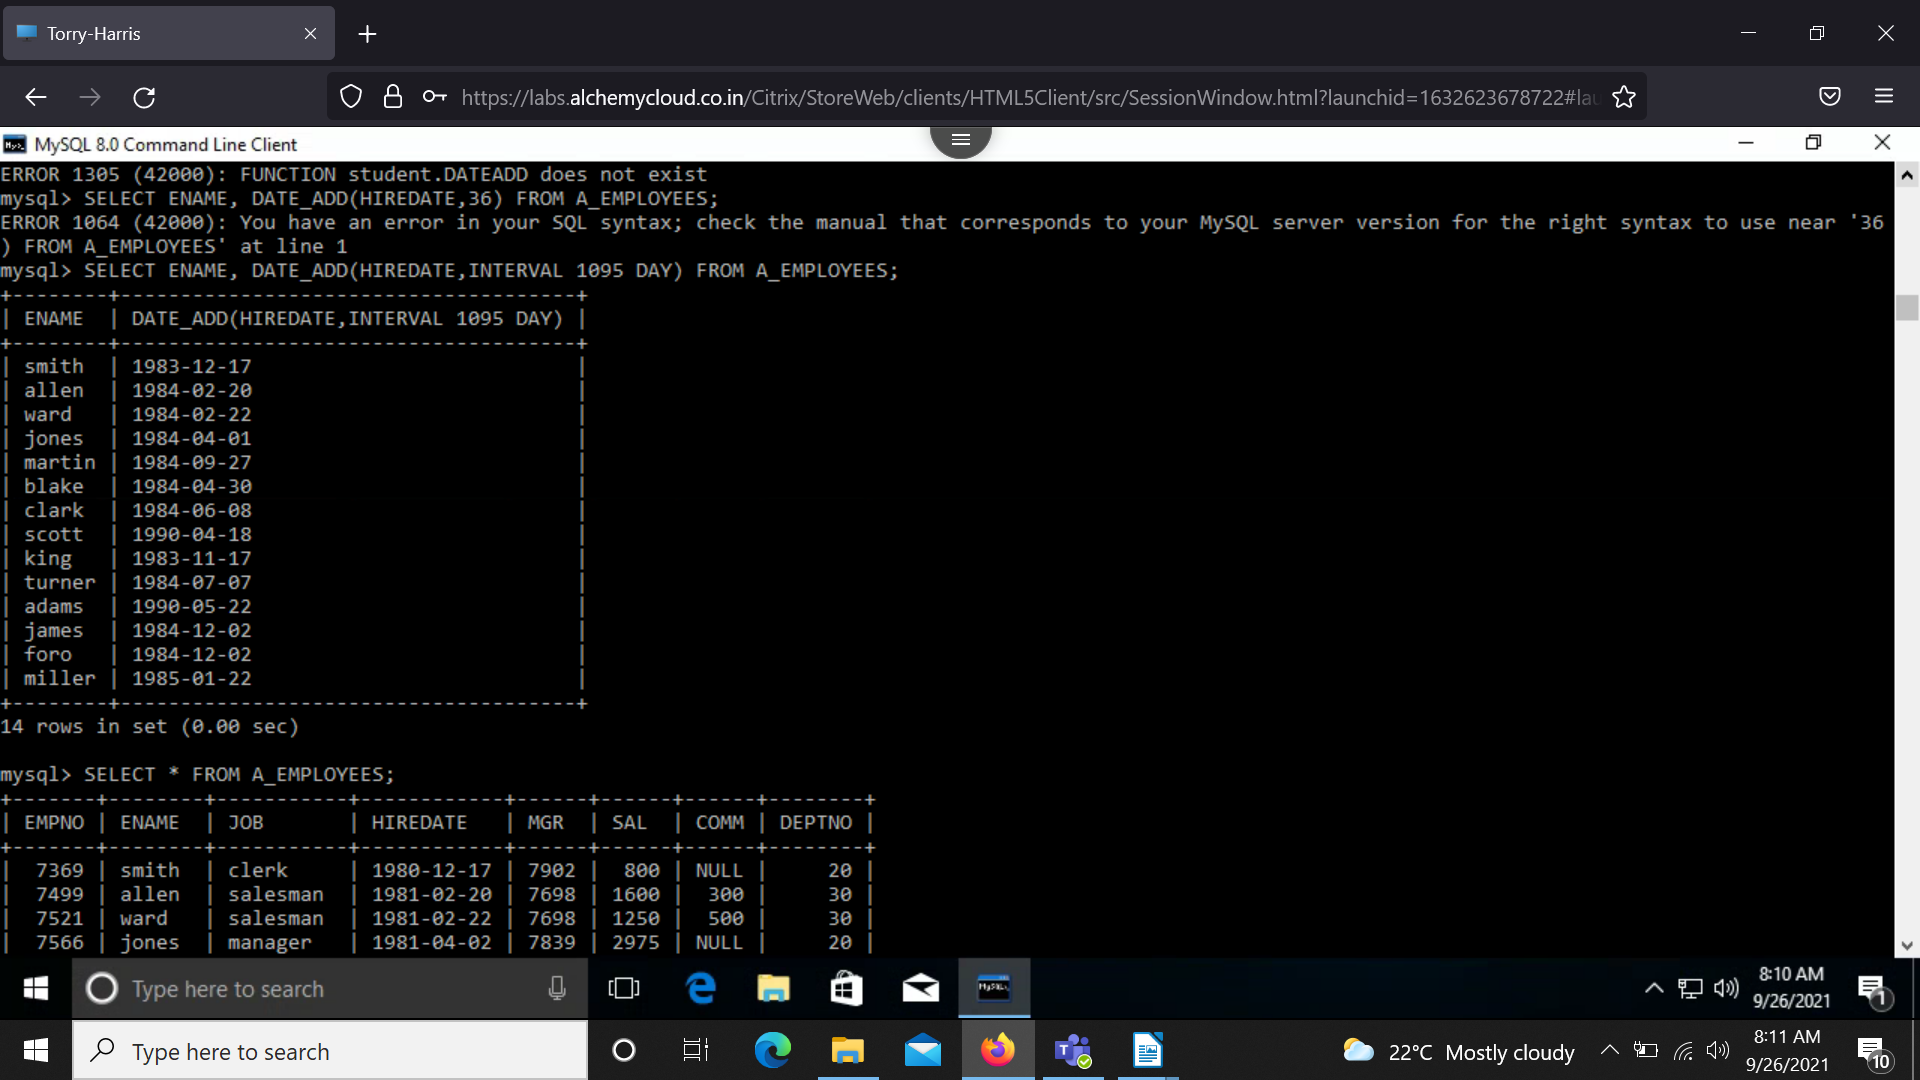 Torry-Harris
https://labs.alchemycloud.co.in/Citrix/StoreWeb/clients/HTML5Client/src/SessionWindow.html?launchid=1632623678722#lau
MySQL 8.0 Command Line Client
ERROR 1305 (42000): FUNCTION student.DATEADD does not exist
mysql> SELECT ENAME, DATE_ADD(HIREDATE,36) FROM A_EMPLOYEES;
ERROR 1064 (42000): You have an error in your SQL syntax; check the manual that corresponds to your MySQL server version for the right syntax to use near '36
) FROM A_EMPLOYEES' at line 1
mysql> SELECT ENAME, DATE_ADD(HIREDATE,INTERVAL 1095 DAY) FROM A_EMPLOYEES;
+--------+--------------------------------------+
| ENAME | DATE_ADD(HIREDATE,INTERVAL 1095 DAY) |
+--------+--------------------------------------+
| smith | 1983-12-17 |
| allen | 1984-02-20 |
| ward | 1984-02-22 |
| jones | 1984-04-01 |
| martin | 1984-09-27 |
| blake | 1984-04-30 |
| clark | 1984-06-08 |
| scott | 1990-04-18 |
| king | 1983-11-17 |
| turner | 1984-07-07 |
| adams | 1990-05-22 |
| james | 1984-12-02 |
| foro | 1984-12-02 |
| miller | 1985-01-22 |
+--------+--------------------------------------+
14 rows in set (0.00 sec)
mysql> SELECT * FROM A_EMPLOYEES;
+-------+--------+-----------+------------+------+------+------+--------+
| EMPNO | ENAME | JOB | HIREDATE | MGR | SAL | COMM | DEPTNO |
+-------+--------+-----------+------------+------+------+------+--------+
| 7369 | smith | clerk | 1980-12-17 | 7902 | 800 | NULL | 20 |
| 7499 | allen | salesman | 1981-02-20 | 7698 | 1600 | 300 | 30 |
| 7521 | ward | salesman | 1981-02-22 | 7698 | 1250 | 500 | 30 |
| 7566 | jones | manager | 1981-04-02 | 7839 | 2975 | NULL | 20 |
Type here to search
MySQL
8:10 AM
9/26/2021
1
Type here to search
22°C Mostly cloudy
8:11 AM
9/26/2021
10